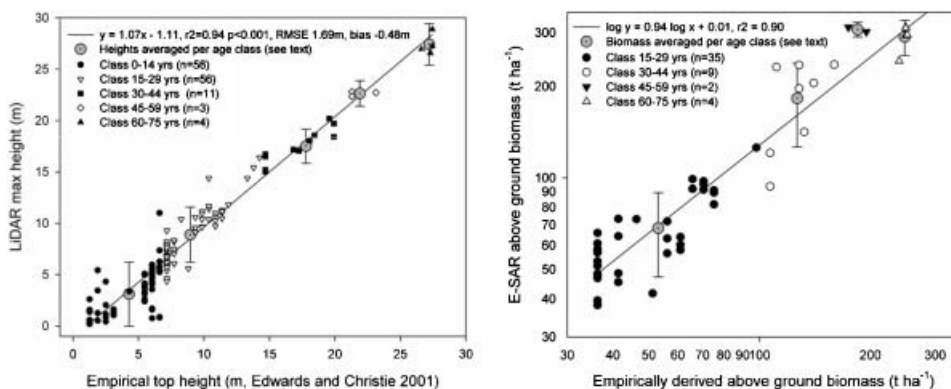 y = 1.07x - 1.11, r2=0.94 p<0.001, RMSE 1.69m, bias -0.48m
Heights averaged per age class (see text)
Class 0-14 yrs (n=56)
Class 15-29 yrs (n=56)
Class 30-44 yrs (n=11)
Class 45-59 yrs (n=3)
Class 60-75 yrs (n=4)
LiDAR max height (m)
30
25
20
15
10
5
0
0 5 10 15 20 25 30
Empirical top height (m, Edwards and Christie 2001)
log y = 0.94 log x + 0.01, r2 = 0.90
Biomass averaged per age class (see text)
Class 15-29 yrs (n=35)
Class 30-44 yrs (n=9)
Class 45-59 yrs (n=2)
Class 60-75 yrs (n=4)
E-SAR above ground biomass (t ha⁻¹)
300
200
100
90
80
70
60
50
40
30
30 40 50 60 70 80 90 100 200 300
Empirically derived above ground biomass (t ha⁻¹)